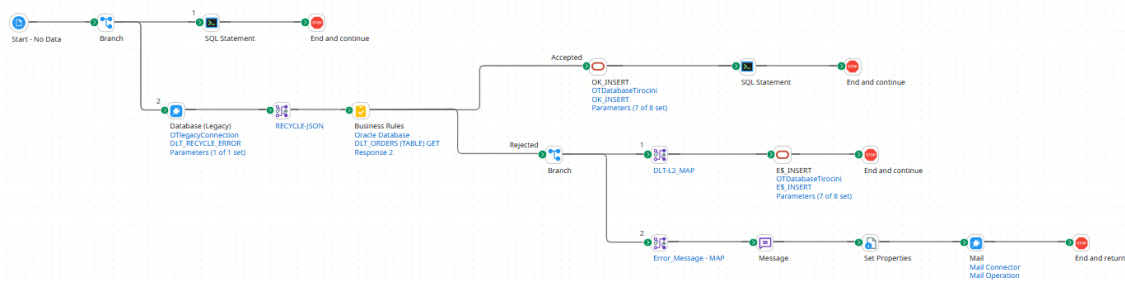 1
Start - No Data
Branch
SQL Statement
End and continue
Accepted
OK_INSERT
OTDatabaseTirocini
OK_INSERT
Parameters (7 of 8 set)
SQL Statement
End and continue
2
Database (Legacy)
OTlegacyConnection
DLT_RECYCLE_ERROR
Parameters (1 of 1 set)
RECYCLE-JSON
Business Rules
Oracle Database
DLT_ORDERS (TABLE) GET
Response 2
Rejected
Branch
1
DLT-L2_MAP
E$_INSERT
OTDatabaseTirocini
E$_INSERT
Parameters (7 of 8 set)
End and continue
2
Error_Message - MAP
Message
Set Properties
Mail
Mail Connector
Mail Operation
End and return